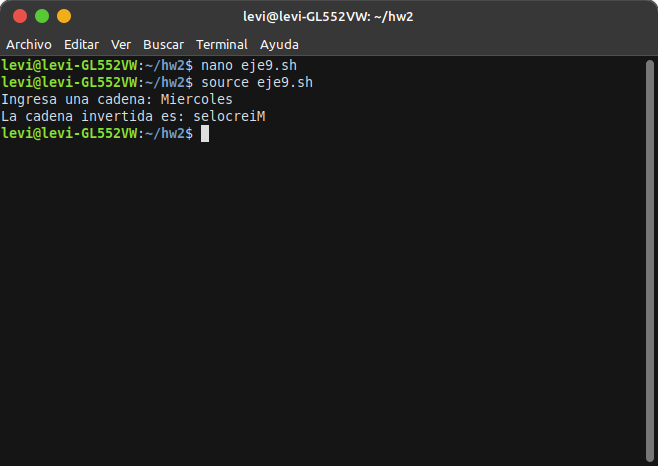 levi@levi-GL552VW: ~/hw2
Archivo Editar Ver Buscar Terminal Ayuda
levi@levi-GL552VW:~/hw2$ nano eje9.sh
levi@levi-GL552VW:~/hw2$ source eje9.sh
Ingresa una cadena: Miercoles
La cadena invertida es: selocreiM
levi@levi-GL552VW:~/hw2$